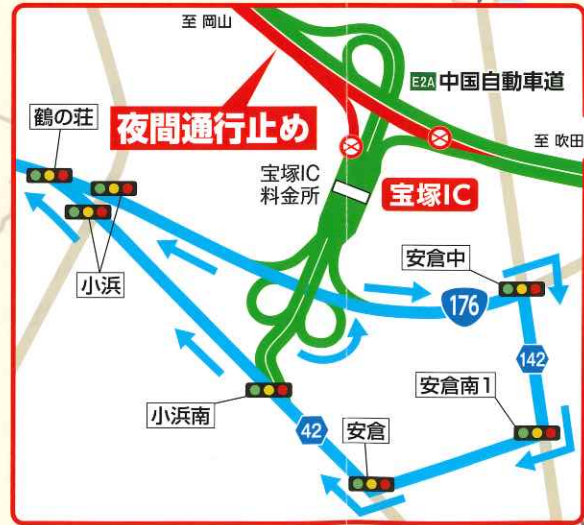 至 岡山
E2A 中国自動車道
鶴の荘
夜間通行止め
至 吹田
宝塚IC
料金所
宝塚IC
小浜
安倉中
176
142
小浜南
安倉南1
42
安倉